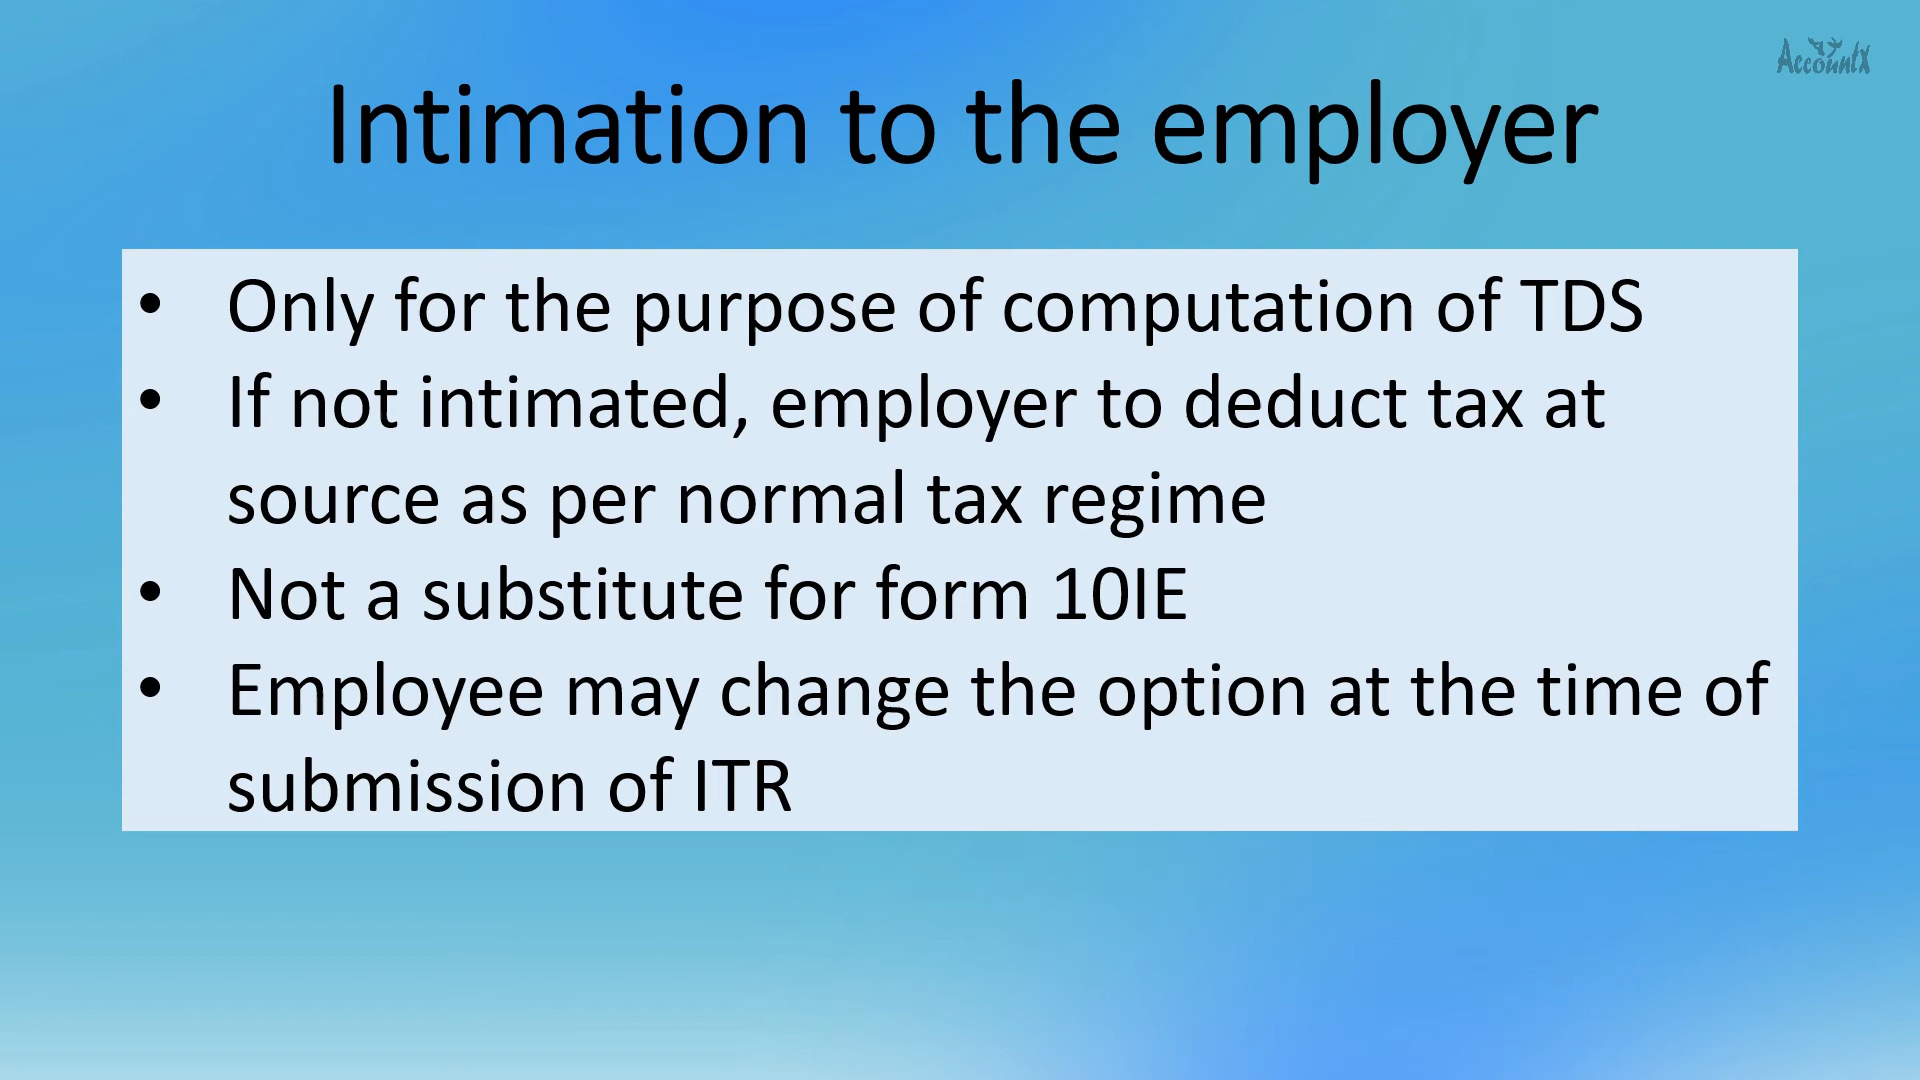 AccountX
Intimation to the employer
• Only for the purpose of computation of TDS
• If not intimated, employer to deduct tax at
source as per normal tax regime
• Not a substitute for form 10IE
• Employee may change the option at the time of
submission of ITR